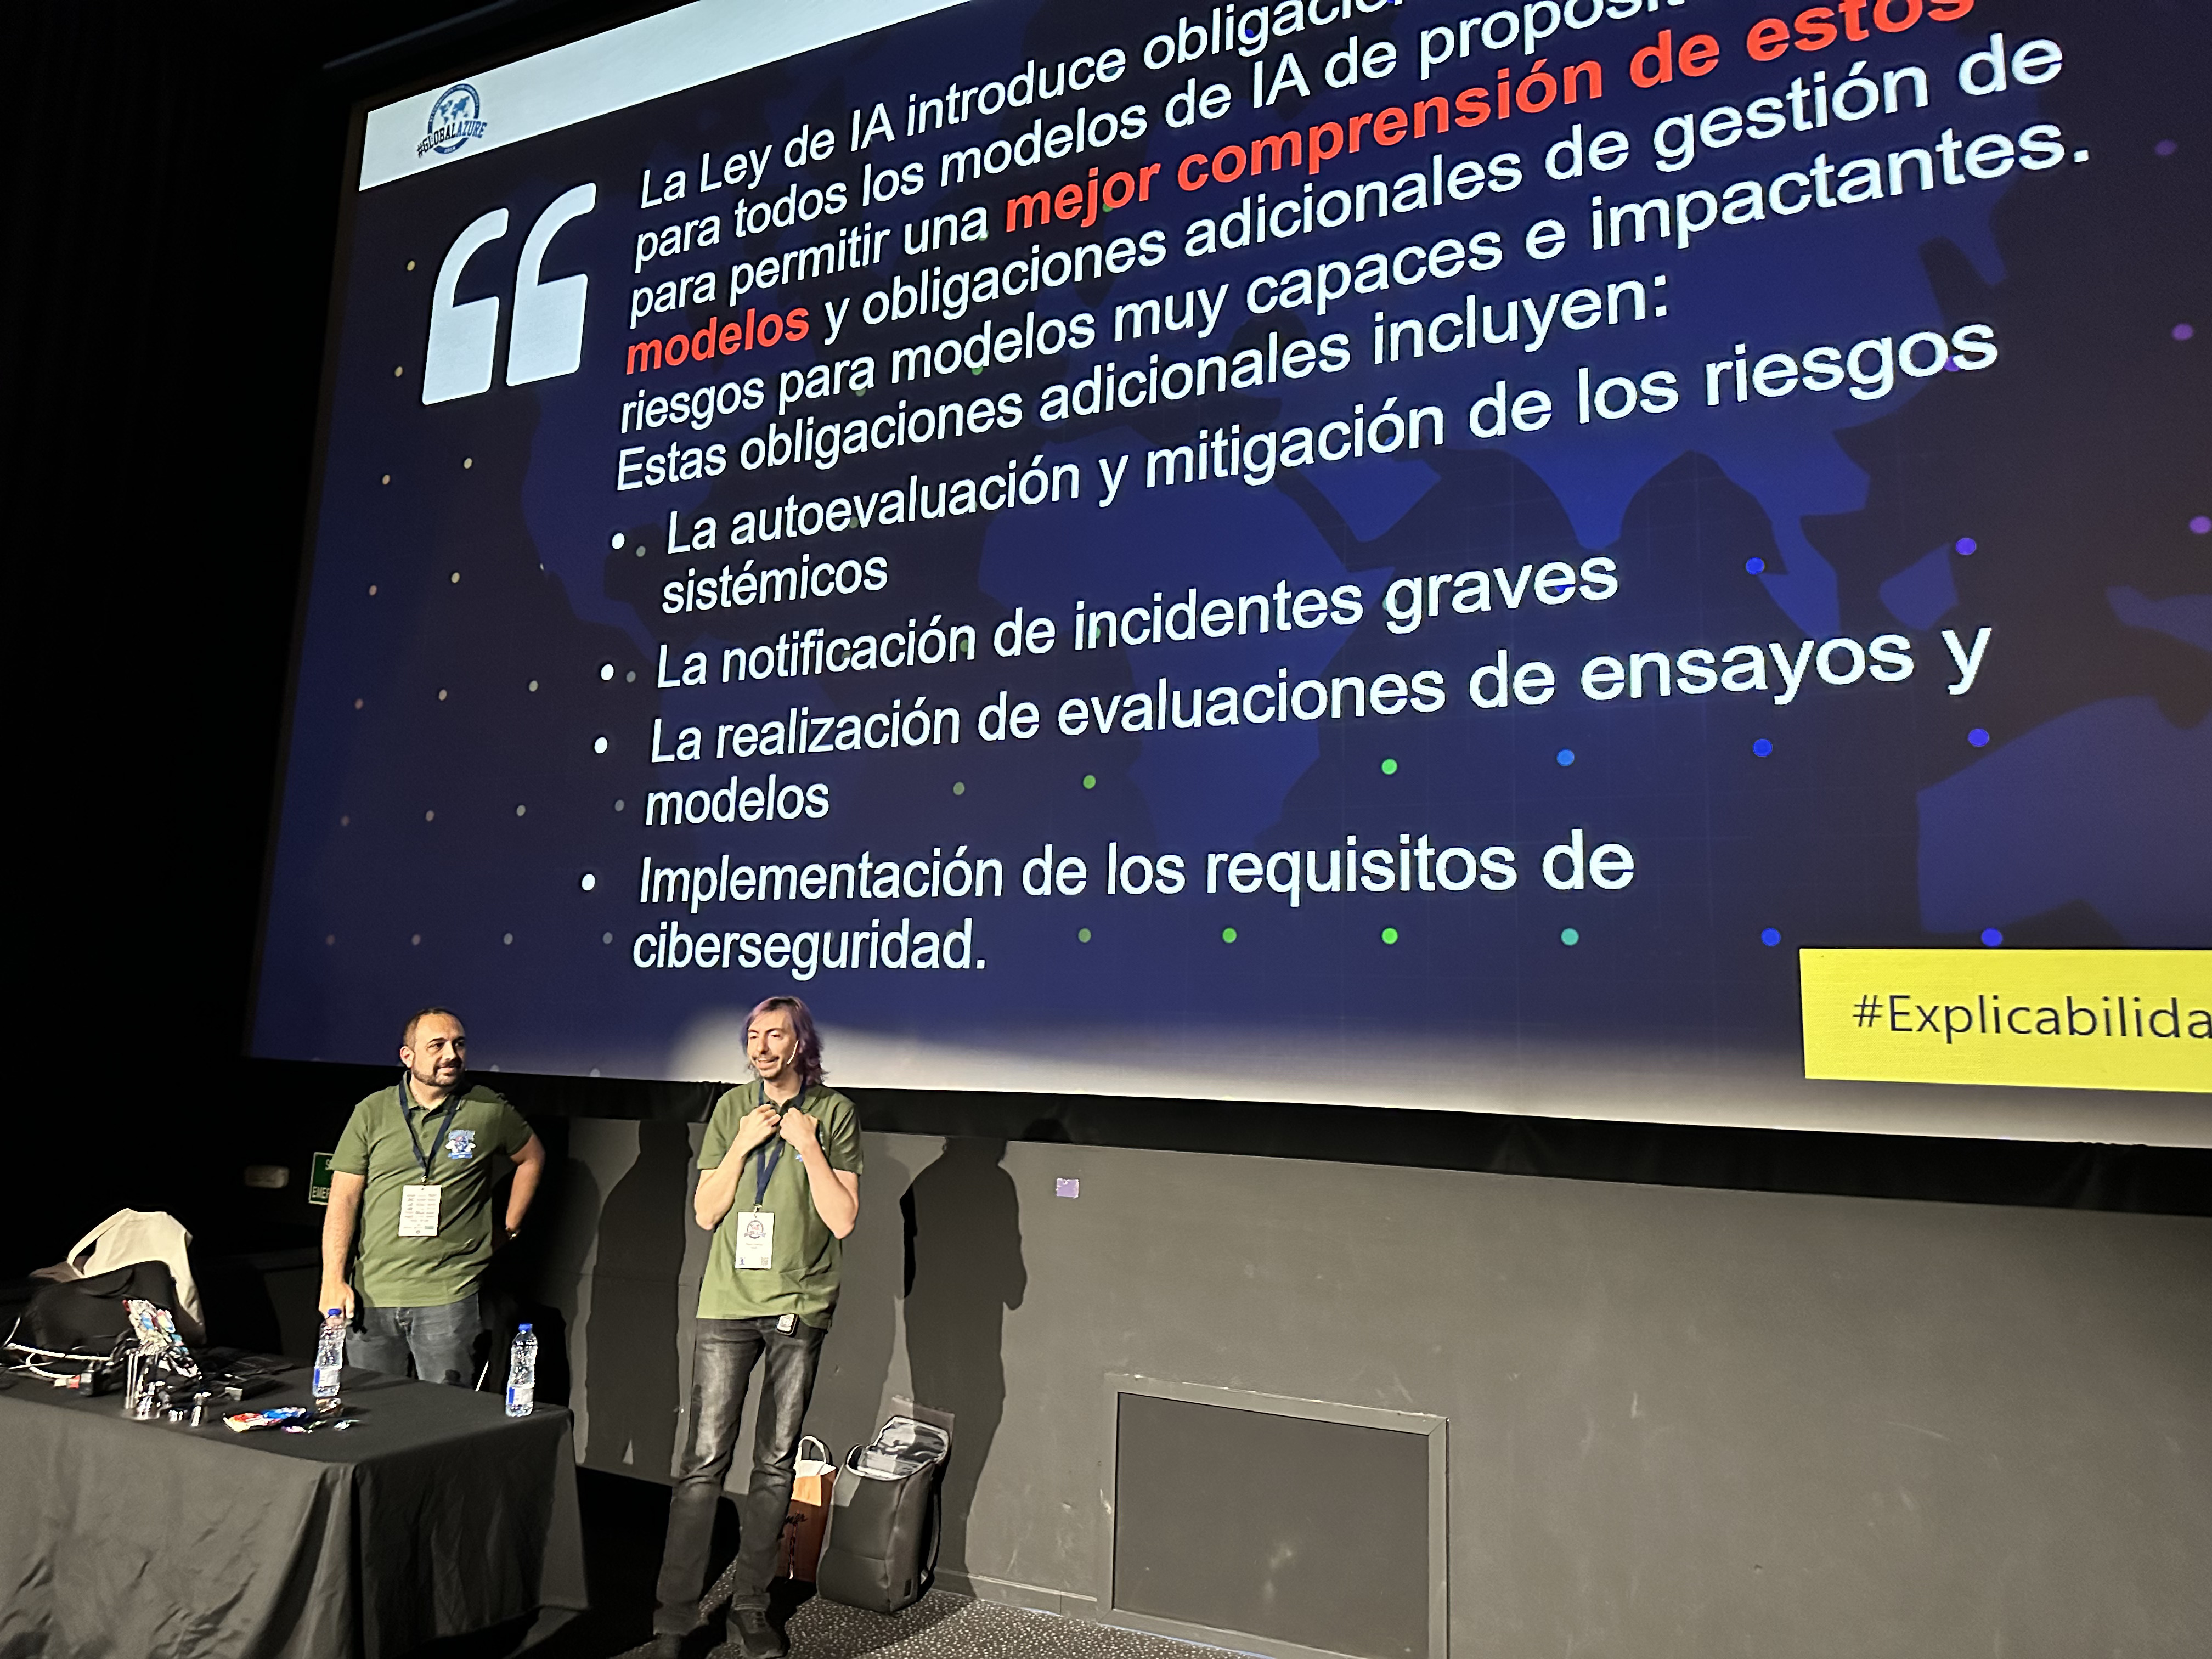 #GLOBALAZURE
La Ley de IA introduce obligacio
para todos los modelos de IA de propósit
para permitir una mejor comprensión de estos
modelos y obligaciones adicionales de gestión de
riesgos para modelos muy capaces e impactantes.
Estas obligaciones adicionales incluyen:
• La autoevaluación y mitigación de los riesgos
sistémicos
• La notificación de incidentes graves
• La realización de evaluaciones de ensayos y
modelos
• Implementación de los requisitos de
ciberseguridad.
#Explicabilida